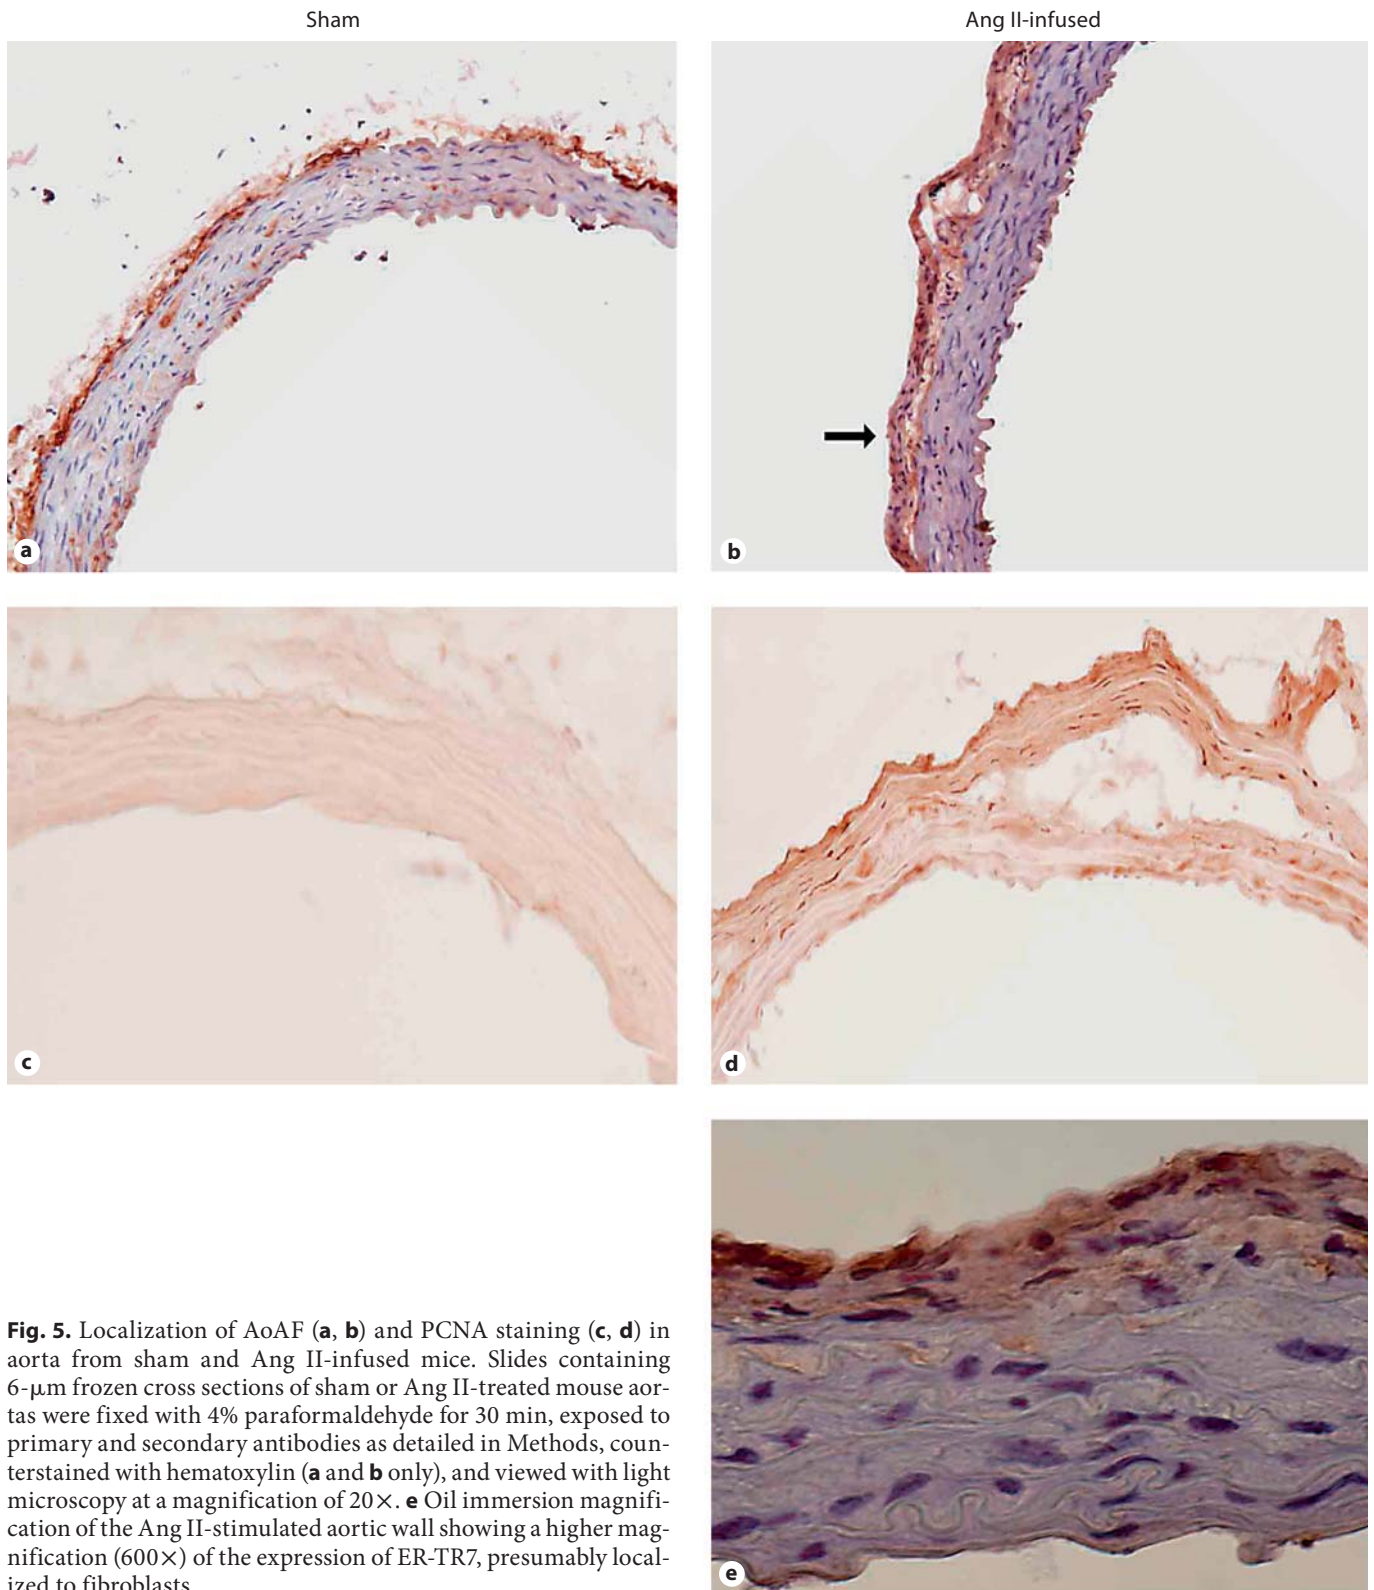 Sham
Ang II-infused
a
b
c
d
Fig. 5. Localization of AoAF (a, b) and PCNA staining (c, d) in
aorta from sham and Ang II-infused mice. Slides containing
6-μm frozen cross sections of sham or Ang II-treated mouse aor-
tas were fixed with 4% paraformaldehyde for 30 min, exposed to
primary and secondary antibodies as detailed in Methods, coun-
terstained with hematoxylin (a and b only), and viewed with light
microscopy at a magnification of 20×. e Oil immersion magnifi-
cation of the Ang II-stimulated aortic wall showing a higher mag-
nification (600×) of the expression of ER-TR7, presumably local-
ized to fibroblasts.
e